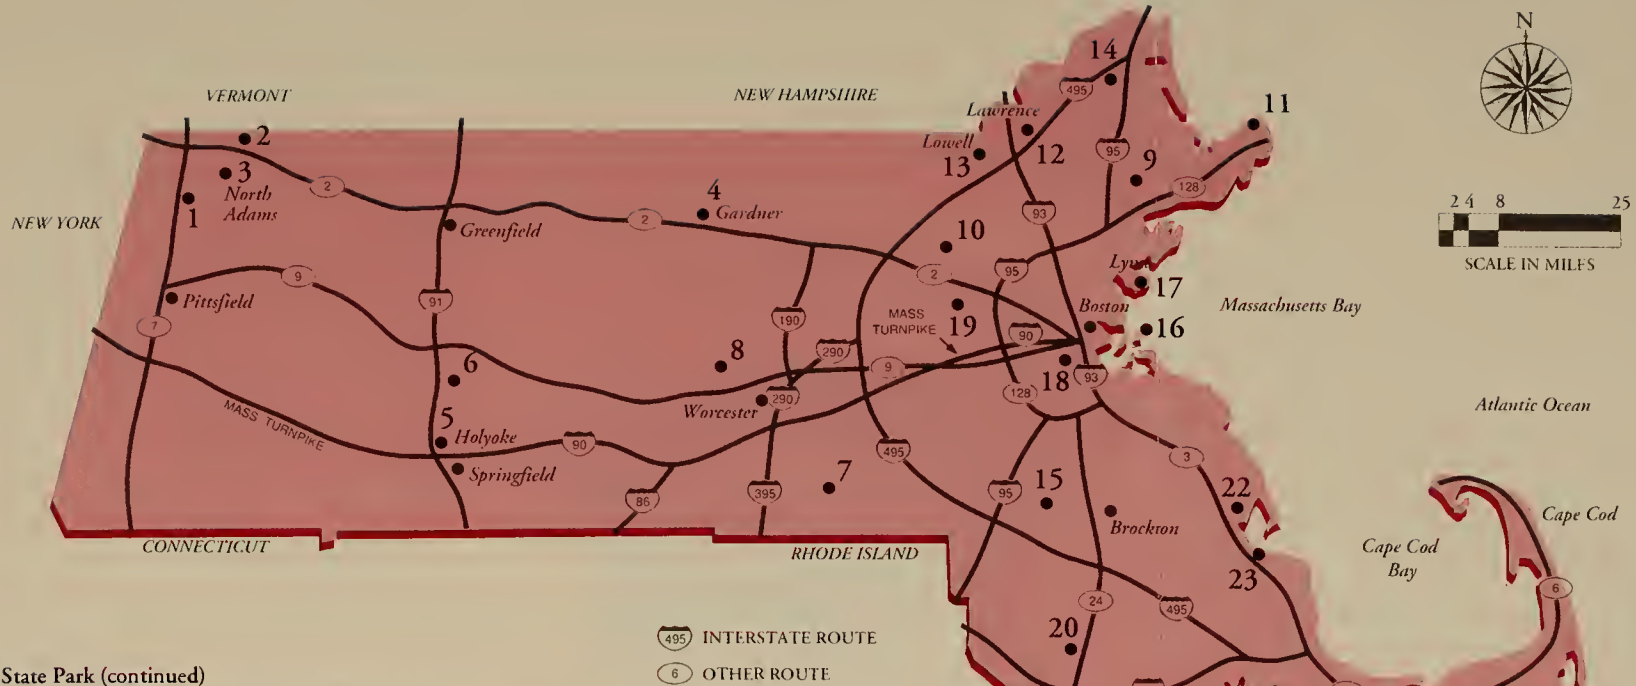 N
14
495
VERMONT
NEW HAMPSHIRE
Lawrence
11
2
Lowell
13
12
95
9
3
North
Adams
2
4
Gardner
128
1
2 4 8 25
SCALE IN MILES
NEW YORK
Greenfield
2
93
10
9
Pittsfield
91
2
95
17
Boston
Massachusetts Bay
7
190
MASS
TURNPIKE
19
90
16
8
290
9
18
93
6
Worcester
290
128
Atlantic Ocean
MASS TURNPIKE
5
Holyoke
90
495
3
Springfield
7
86
395
95
15
22
Brockton
Cape Cod
CONNECTICUT
RHODE ISLAND
Cape Cod
Bay
23
6
24
495
20
495 INTERSTATE ROUTE
6 OTHER ROUTE
State Park (continued)